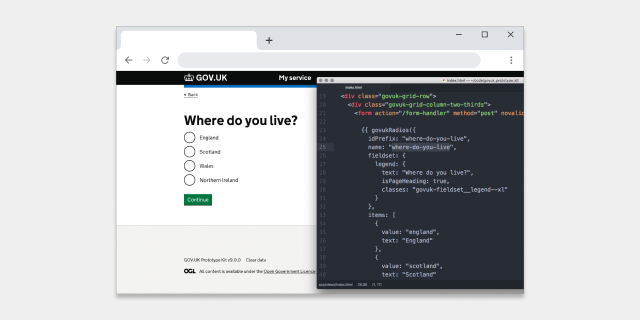 GOV.UK
My service
Back
Where do you live?
England
Scotland
Wales
Northern Ireland
Continue
GOV.UK Prototype Kit v9.0.0 Clear data
OGL All content is available under the Open Government Licence
index.html
<div class="govuk-grid-row">
<div class="govuk-grid-column-two-thirds">
<form action="/form-handler" method="post" novalid
{{ govukRadios({
idPrefix: "where-do-you-live",
25 name: "where-do-you-live",
fieldset: {
legend: {
text: "Where do you live?",
isPageHeading: true,
classes: "govuk-fieldset__legend--xl"
}
},
items: [
{
value: "england",
text: "England"
},
{
value: "scotland",
text: "Scotland"